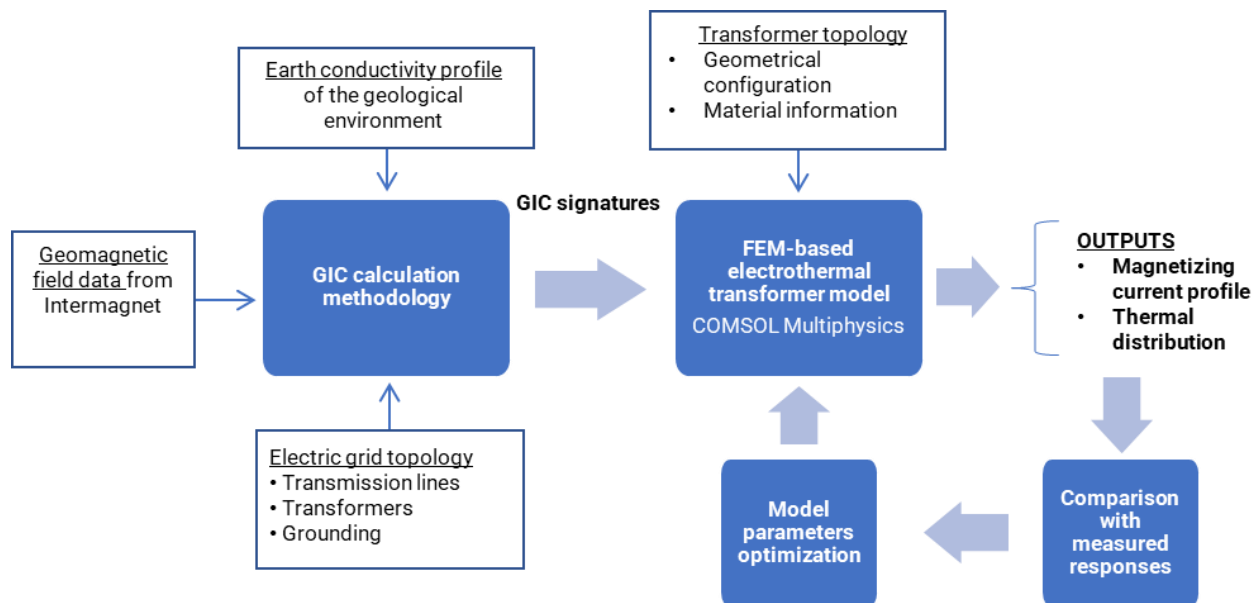 Earth conductivity profile
of the geological
environment
Transformer topology
• Geometrical
configuration
• Material information
Geomagnetic
field data from
Intermagnet
GIC calculation
methodology
GIC signatures
FEM-based
electrothermal
transformer model
COMSOL Multiphysics
OUTPUTS
• Magnetizing
current profile
• Thermal
distribution
Electric grid topology
• Transmission lines
• Transformers
• Grounding
Model
parameters
optimization
Comparison
with
measured
responses